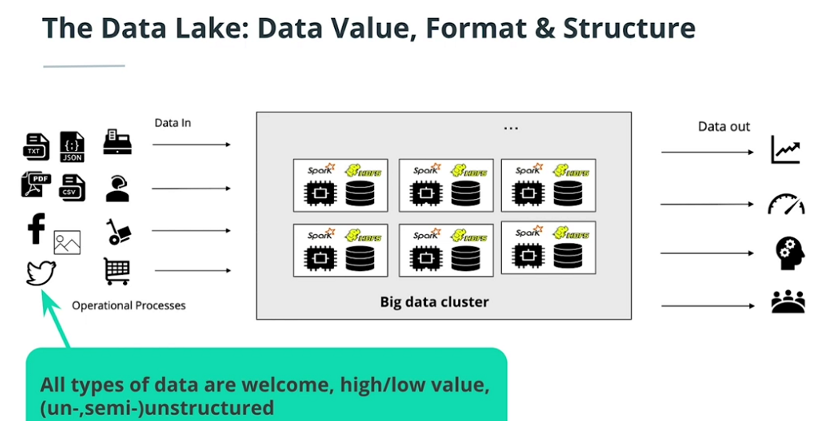 The Data Lake: Data Value, Format & Structure
Data In
...
Data out
TXT
{;}
JSON
PDF
CSV
Spark HDFS
Spark HDFS
Spark HDFS
Spark HDFS
Spark HDFS
Spark HDFS
Operational Processes
Big data cluster
All types of data are welcome, high/low value,
(un-,semi-)unstructured